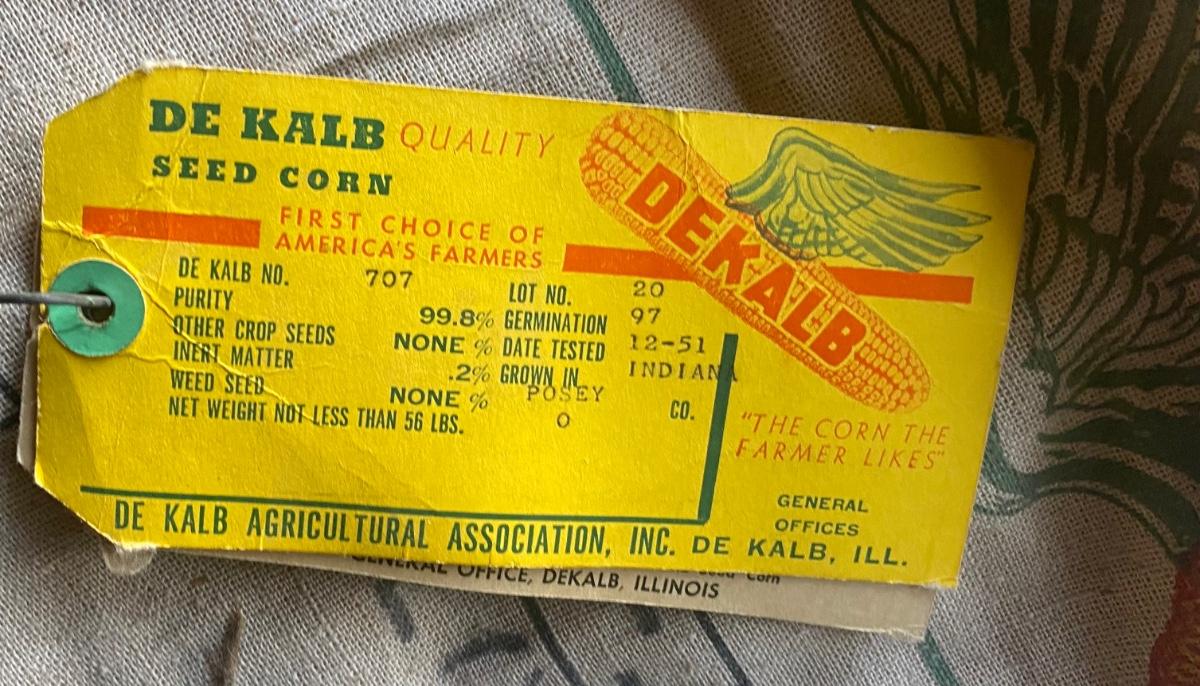 DE KALB QUALITY
SEED CORN
FIRST CHOICE OF
AMERICA'S FARMERS
DEKALB
DE KALB NO. 707 LOT NO. 20
PURITY 99.8% GERMINATION 97
OTHER CROP SEEDS NONE % DATE TESTED 12-51
INERT MATTER .2% GROWN IN INDIANA
WEED SEED NONE % POSEY CO.
NET WEIGHT NOT LESS THAN 56 LBS. 0
"THE CORN THE
FARMER LIKES"
GENERAL
OFFICES
DE KALB AGRICULTURAL ASSOCIATION, INC. DE KALB, ILL.
Corn
GENERAL OFFICE, DEKALB, ILLINOIS